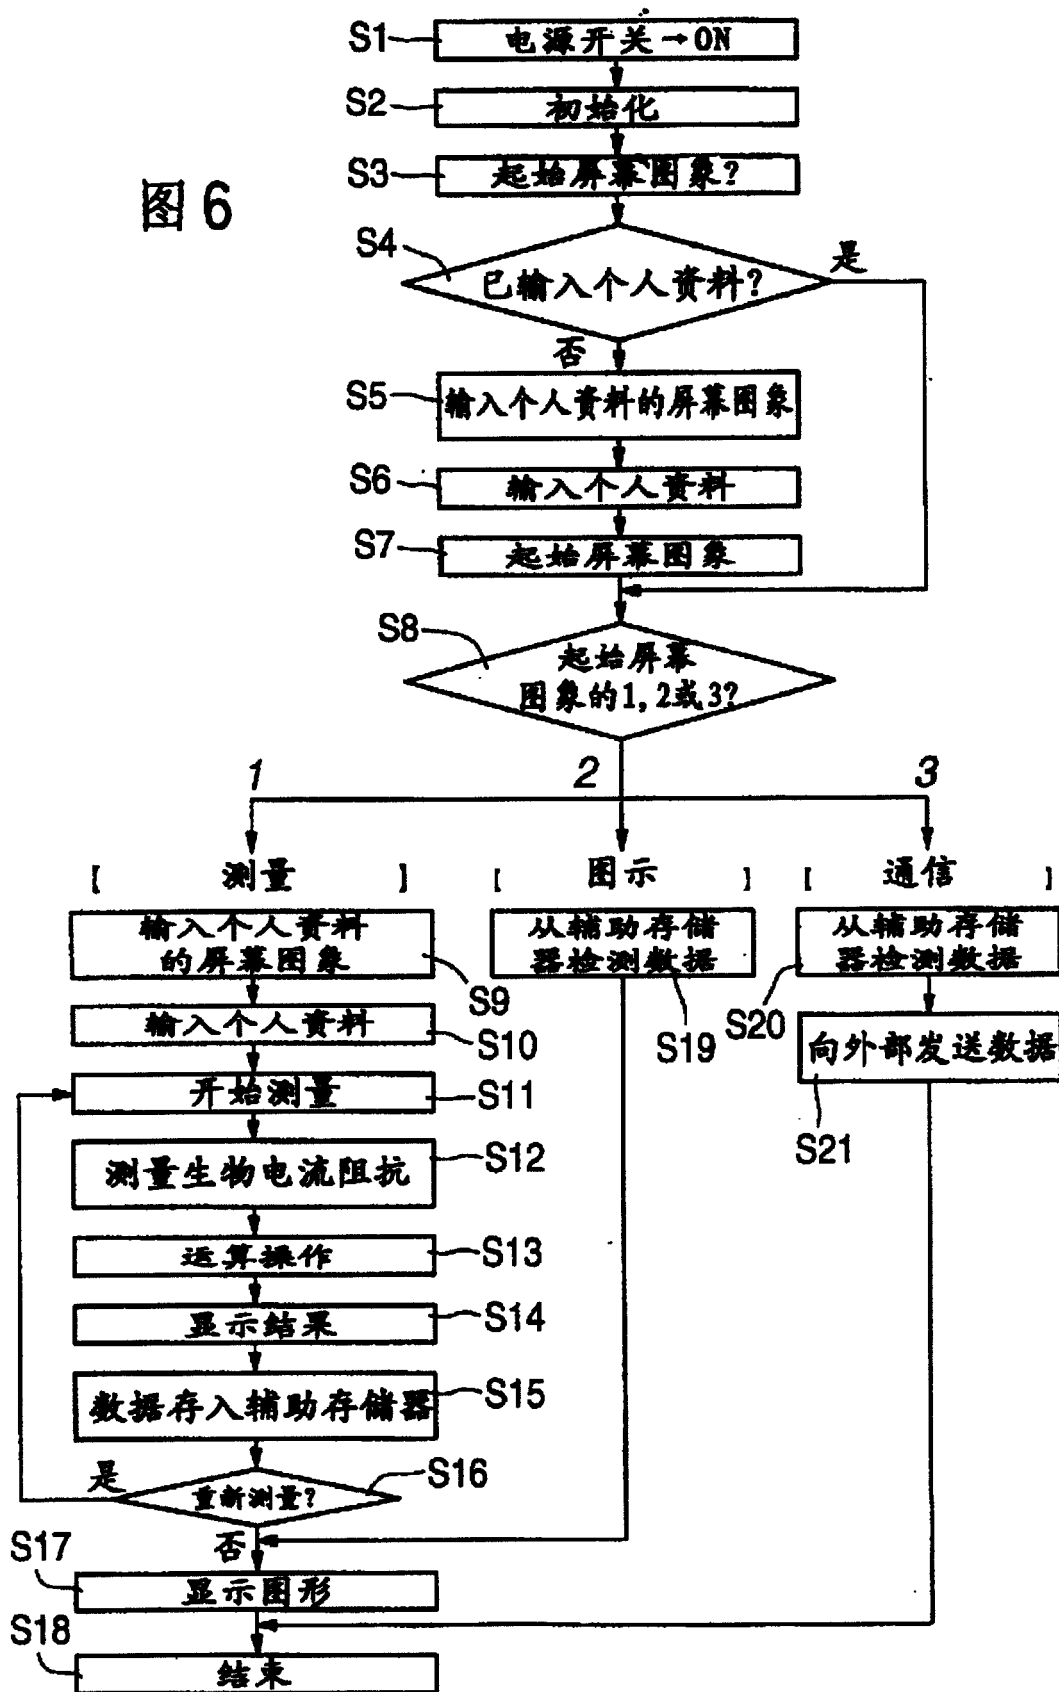 图6
S1
电源开关→ON
S2
初始化
S3
起始屏幕图象?
S4
已输入个人资料?
是
否
S5
输入个人资料的屏幕图象
S6
输入个人资料
S7
起始屏幕图象
S8
起始屏幕
图象的1,2或3?
1
2
3
[ 测量 ]
[ 图示 ]
[ 通信 ]
输入个人资料
的屏幕图象
S9
从辅助存储
器检测数据
S19
从辅助存储
器检测数据
S20
输入个人资料
S10
向外部发送数据
S21
开始测量
S11
测量生物电流阻抗
S12
运算操作
S13
显示结果
S14
数据存入辅助存储器
S15
是
重新测量?
S16
否
S17
显示图形
S18
结束